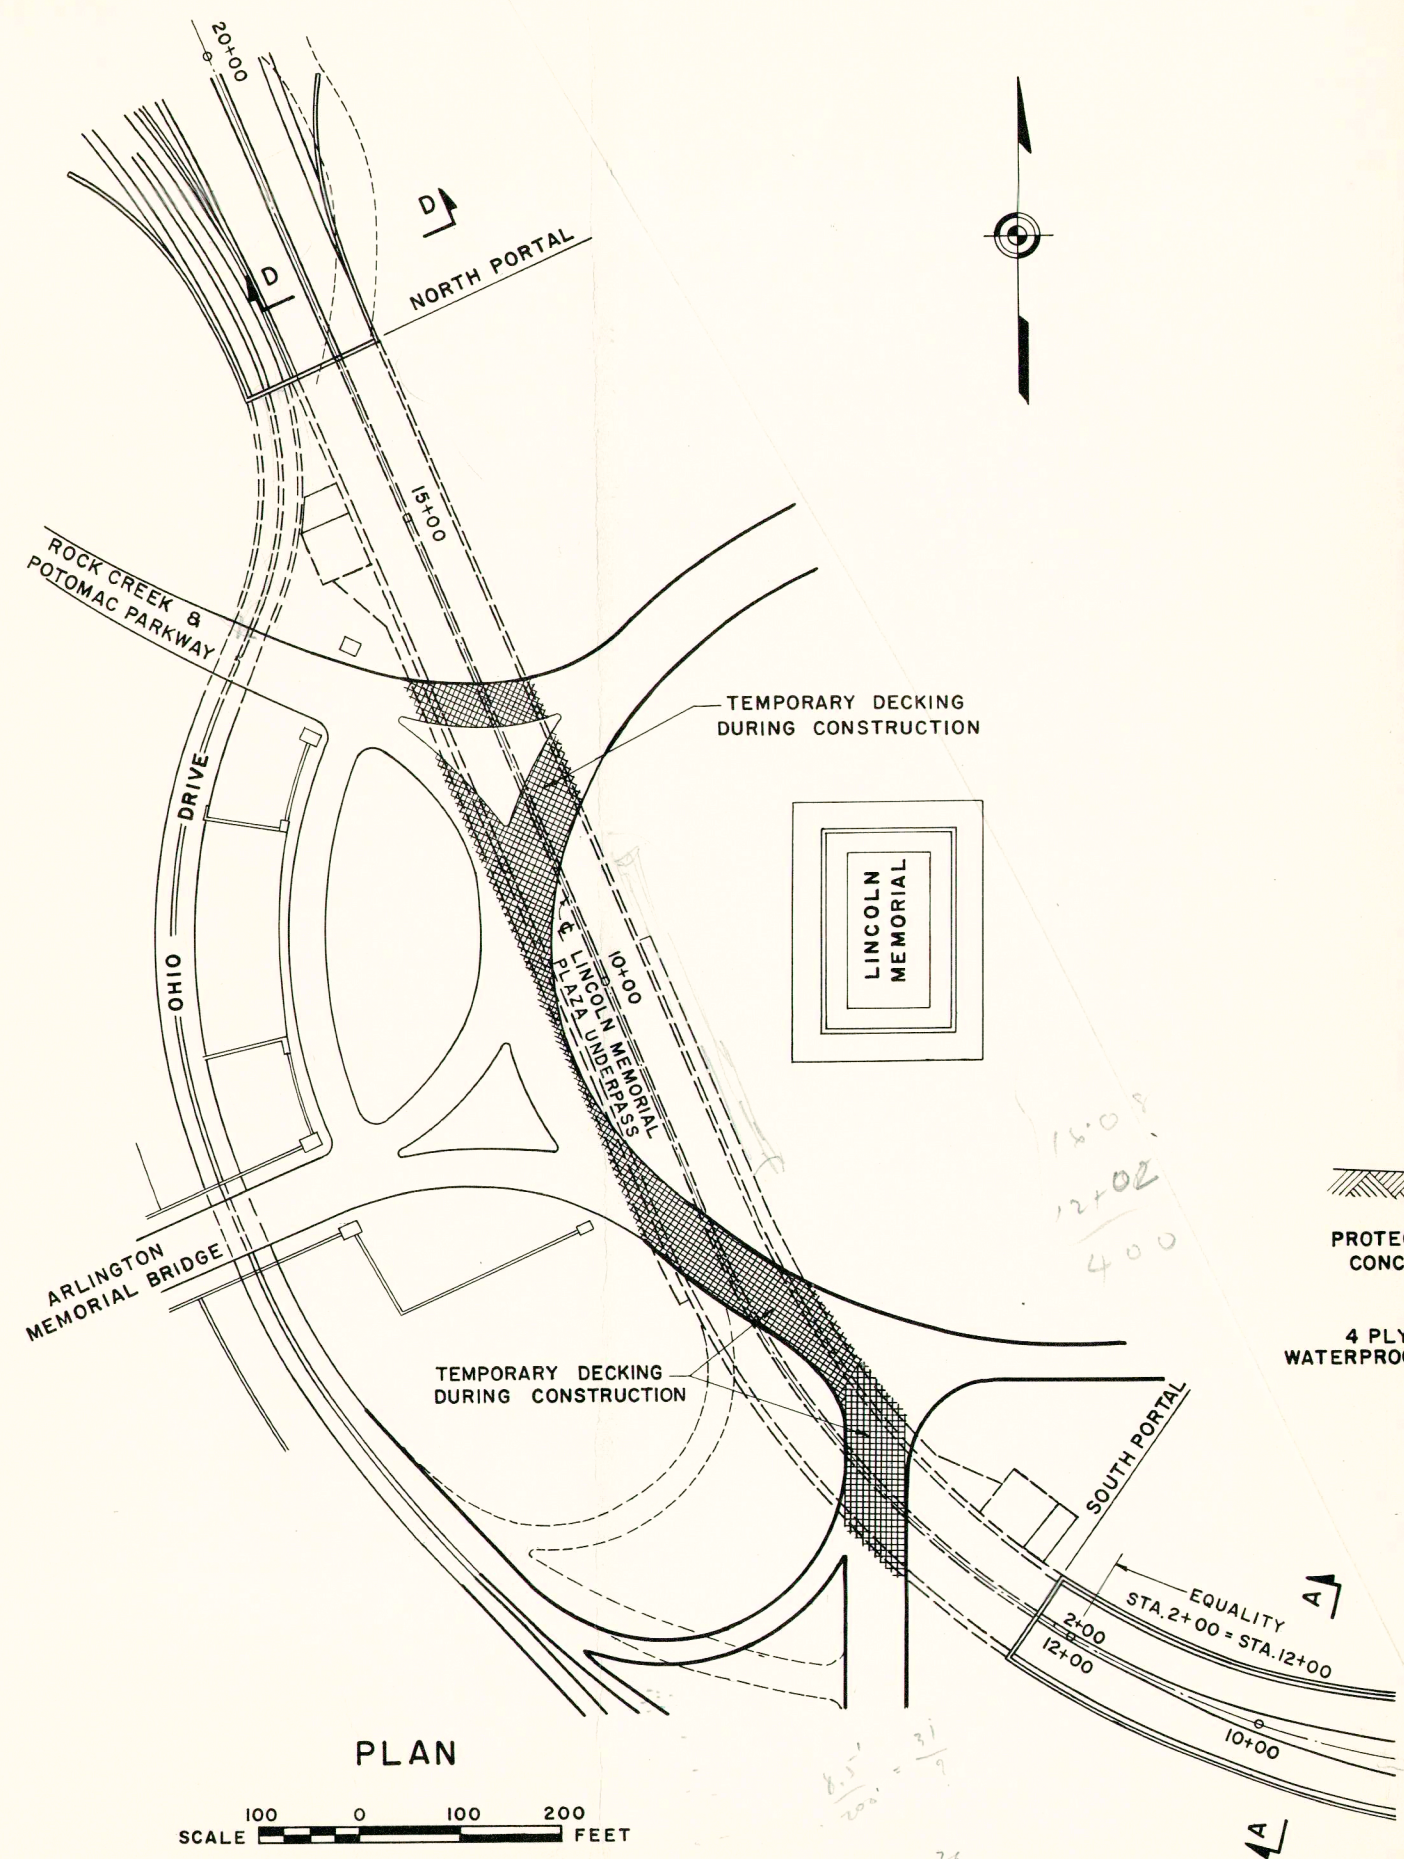 20+00
D
D
NORTH PORTAL
15+00
ROCK CREEK &
POTOMAC PARKWAY
TEMPORARY DECKING
DURING CONSTRUCTION
OHIO DRIVE
LINCOLN
MEMORIAL
10+00
℄ LINCOLN MEMORIAL
PLAZA UNDERPASS
12+02
400
PROTE
CONC
4 PLY
WATERPRO
ARLINGTON
MEMORIAL BRIDGE
TEMPORARY DECKING
DURING CONSTRUCTION
SOUTH PORTAL
A
EQUALITY
STA. 2+00 = STA. 12+00
2+00
12+00
10+00
A
PLAN
100 0 100 200
SCALE FEET